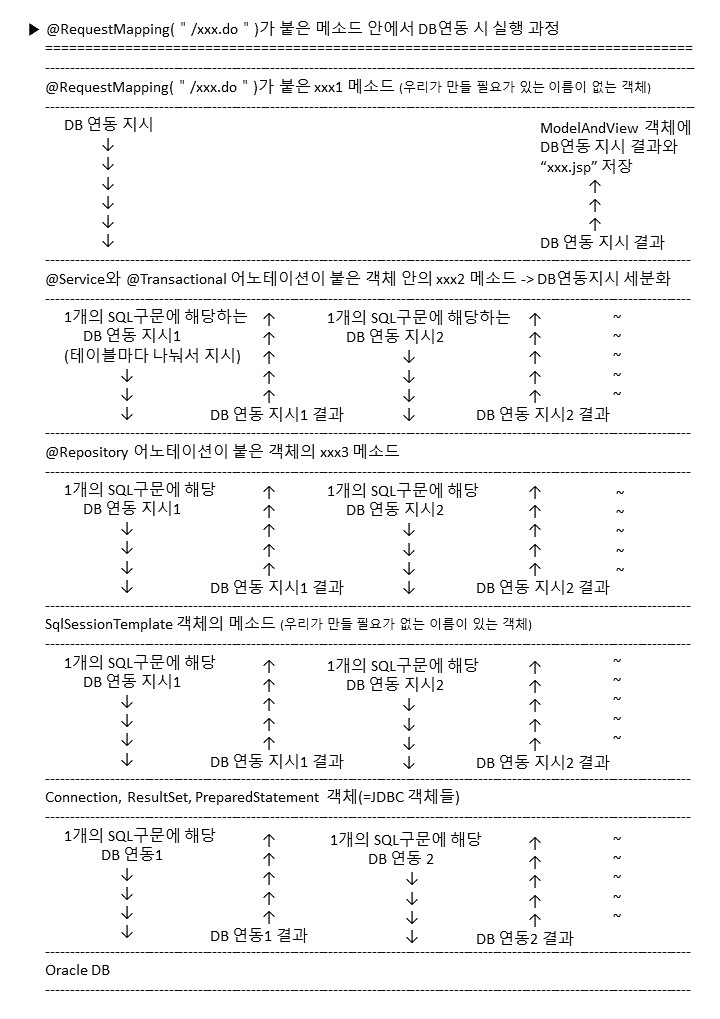 ▶ @RequestMapping( " /xxx.do " )가 붙은 메소드 안에서 DB연동 시 실행 과정
@RequestMapping( " /xxx.do " )가 붙은 xxx1 메소드 (우리가 만들 필요가 있는 이름이 없는 객체)
DB 연동 지시
ModelAndView 객체에
DB연동 지시 결과와
“xxx.jsp” 저장
DB 연동 지시 결과
@Service와 @Transactional 어노테이션이 붙은 객체 안의 xxx2 메소드 -> DB연동지시 세분화
1개의 SQL구문에 해당하는
DB 연동 지시1
(테이블마다 나눠서 지시)
DB 연동 지시1 결과
1개의 SQL구문에 해당하는
DB 연동 지시2
DB 연동 지시2 결과
@Repository 어노테이션이 붙은 객체의 xxx3 메소드
1개의 SQL구문에 해당
DB 연동 지시1
DB 연동 지시1 결과
1개의 SQL구문에 해당
DB 연동 지시2
DB 연동 지시2 결과
SqlSessionTemplate 객체의 메소드 (우리가 만들 필요가 없는 이름이 있는 객체)
1개의 SQL구문에 해당
DB 연동 지시1
DB 연동 지시1 결과
1개의 SQL구문에 해당
DB 연동 지시2
DB 연동 지시2 결과
Connection, ResultSet, PreparedStatement 객체(=JDBC 객체들)
1개의 SQL구문에 해당
DB 연동1
DB 연동1 결과
1개의 SQL구문에 해당
DB 연동 2
DB 연동2 결과
Oracle DB